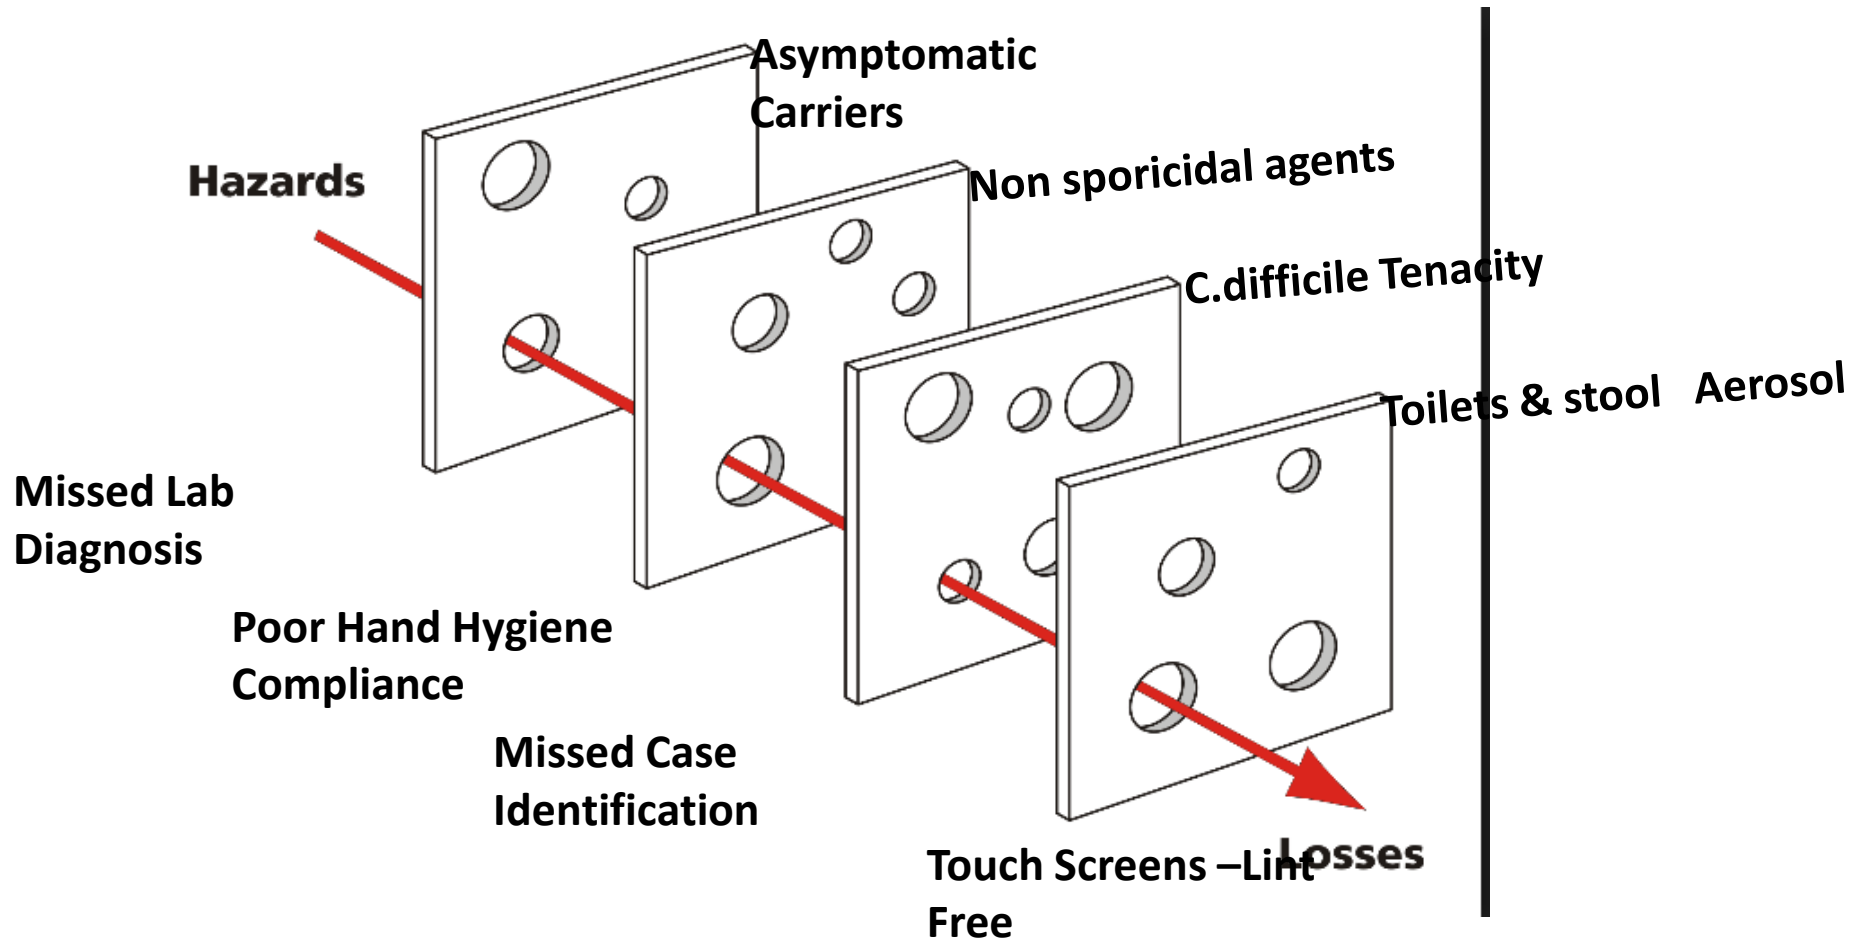 Asymptomatic
Carriers
Hazards
Non sporicidal agents
C.difficile Tenacity
Toilets & stool Aerosol
Missed Lab
Diagnosis
Poor Hand Hygiene
Compliance
Missed Case
Identification
Touch Screens –Lint
Free
Losses